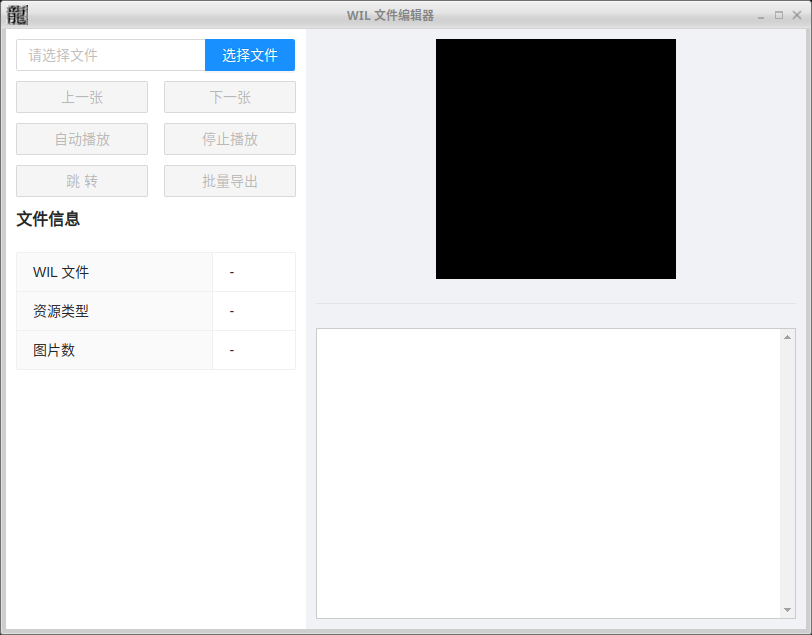 龍
WIL 文件编辑器
请选择文件
选择文件
上一张
下一张
自动播放
停止播放
跳 转
批量导出
文件信息
WIL 文件 -
资源类型 -
图片数 -